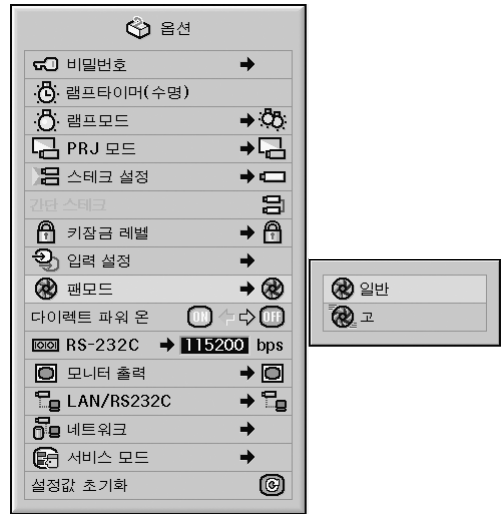 옵션
비밀번호
램프타이머(수명)
램프모드
PRJ 모드
스테크 설정
간단 스테크
키잠금 레벨
입력 설정
팬모드
다이렉트 파워 온 ON OFF
RS-232C 115200 bps
모니터 출력
LAN/RS232C
네트워크
서비스 모드
설정값 초기화
일반
고